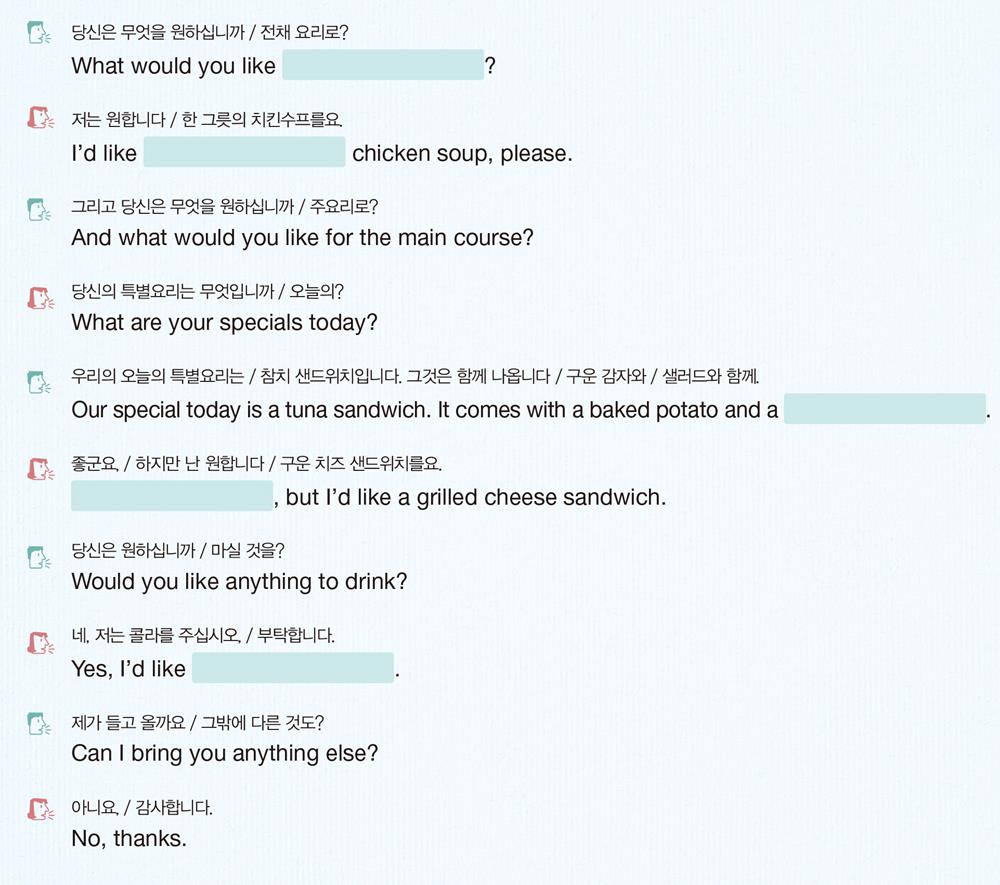 당신은 무엇을 원하십니까 / 전채 요리로?
What would you like ?
저는 원합니다 / 한 그릇의 치킨수프를요.
I’d like chicken soup, please.
그리고 당신은 무엇을 원하십니까 / 주요리로?
And what would you like for the main course?
당신의 특별요리는 무엇입니까 / 오늘의?
What are your specials today?
우리의 오늘의 특별요리는 / 참치 샌드위치입니다. 그것은 함께 나옵니다 / 구운 감자와 / 샐러드와 함께.
Our special today is a tuna sandwich. It comes with a baked potato and a .
좋군요, / 하지만 난 원합니다 / 구운 치즈 샌드위치를요.
, but I’d like a grilled cheese sandwich.
당신은 원하십니까 / 마실 것을?
Would you like anything to drink?
네, 저는 콜라를 주십시오, / 부탁합니다.
Yes, I’d like .
제가 들고 올까요 / 그밖에 다른 것도?
Can I bring you anything else?
아니요, / 감사합니다.
No, thanks.